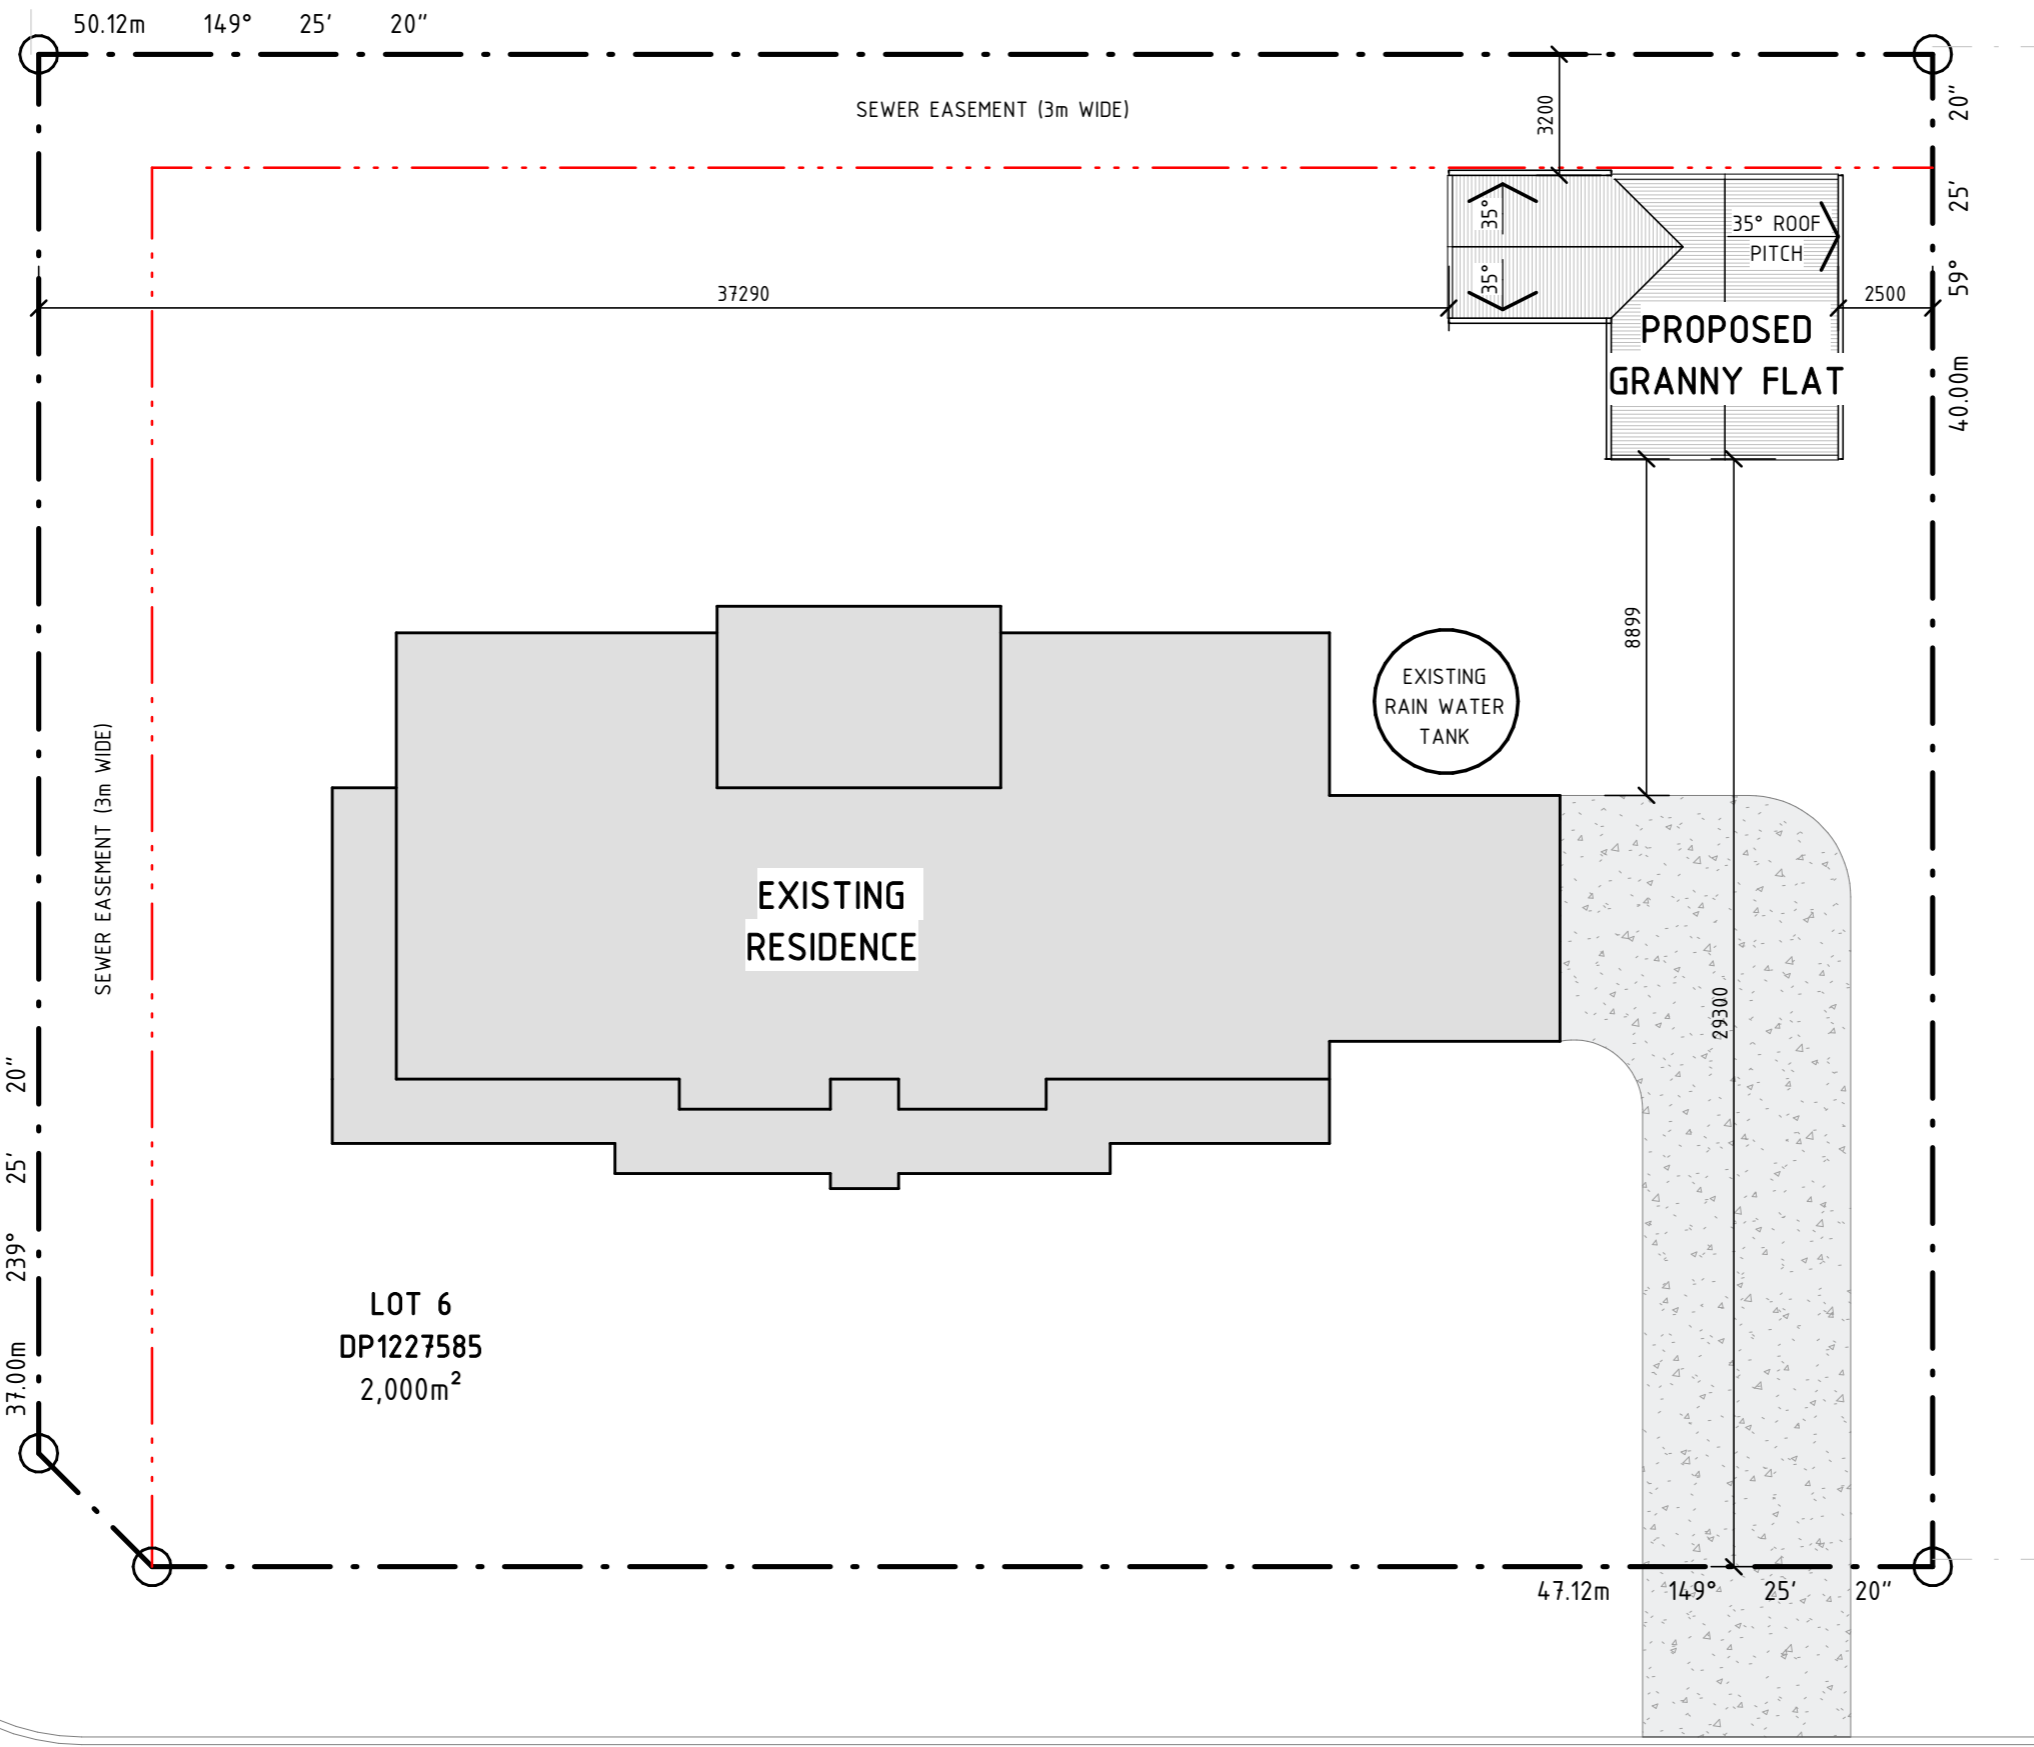 50.12m 149° 25' 20"
SEWER EASEMENT (3m WIDE)
3200
20"
25'
59°
40.00m
35°
35°
35° ROOF
PITCH
37290
2500
PROPOSED
GRANNY FLAT
8899
EXISTING
RAIN WATER
TANK
SEWER EASEMENT (3m WIDE)
EXISTING
RESIDENCE
29300
37.00m 239° 25' 20"
LOT 6
DP1227585
2,000m²
47.12m 149° 25' 20"